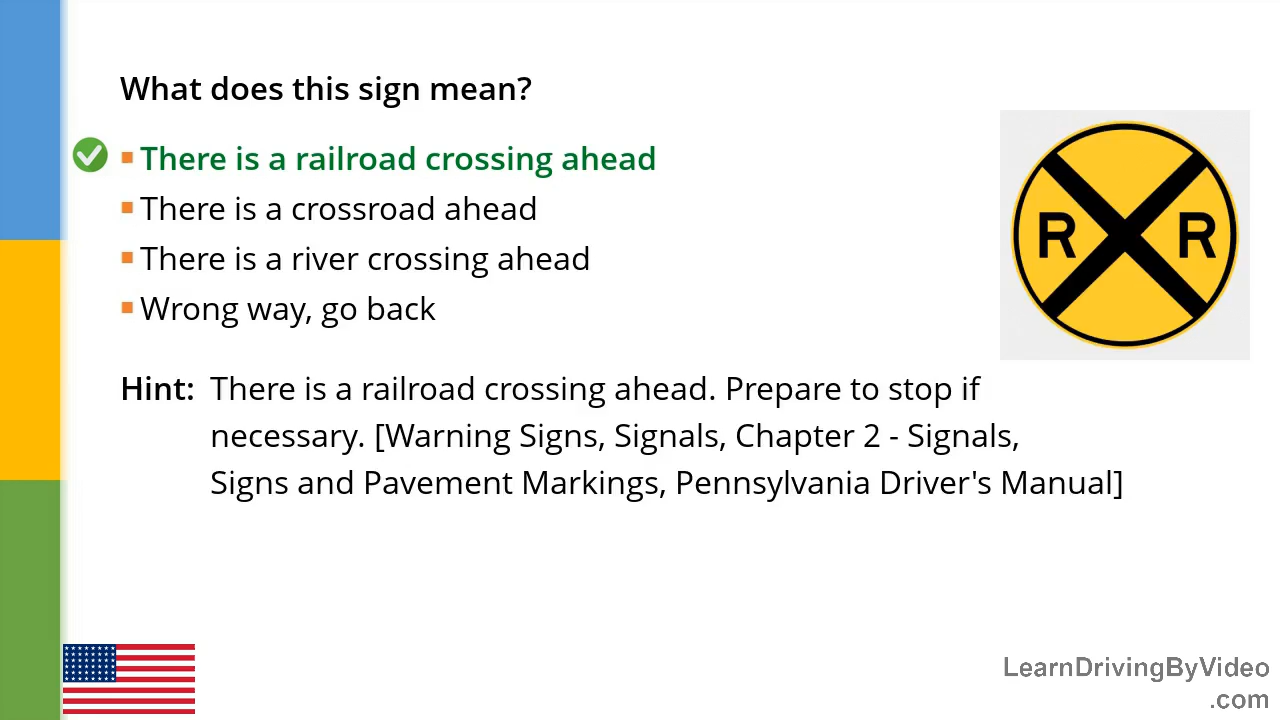 What does this sign mean?
There is a railroad crossing ahead
There is a crossroad ahead
There is a river crossing ahead
Wrong way, go back
R R
Hint: There is a railroad crossing ahead. Prepare to stop if
necessary. [Warning Signs, Signals, Chapter 2 - Signals,
Signs and Pavement Markings, Pennsylvania Driver's Manual]
LearnDrivingByVideo
.com